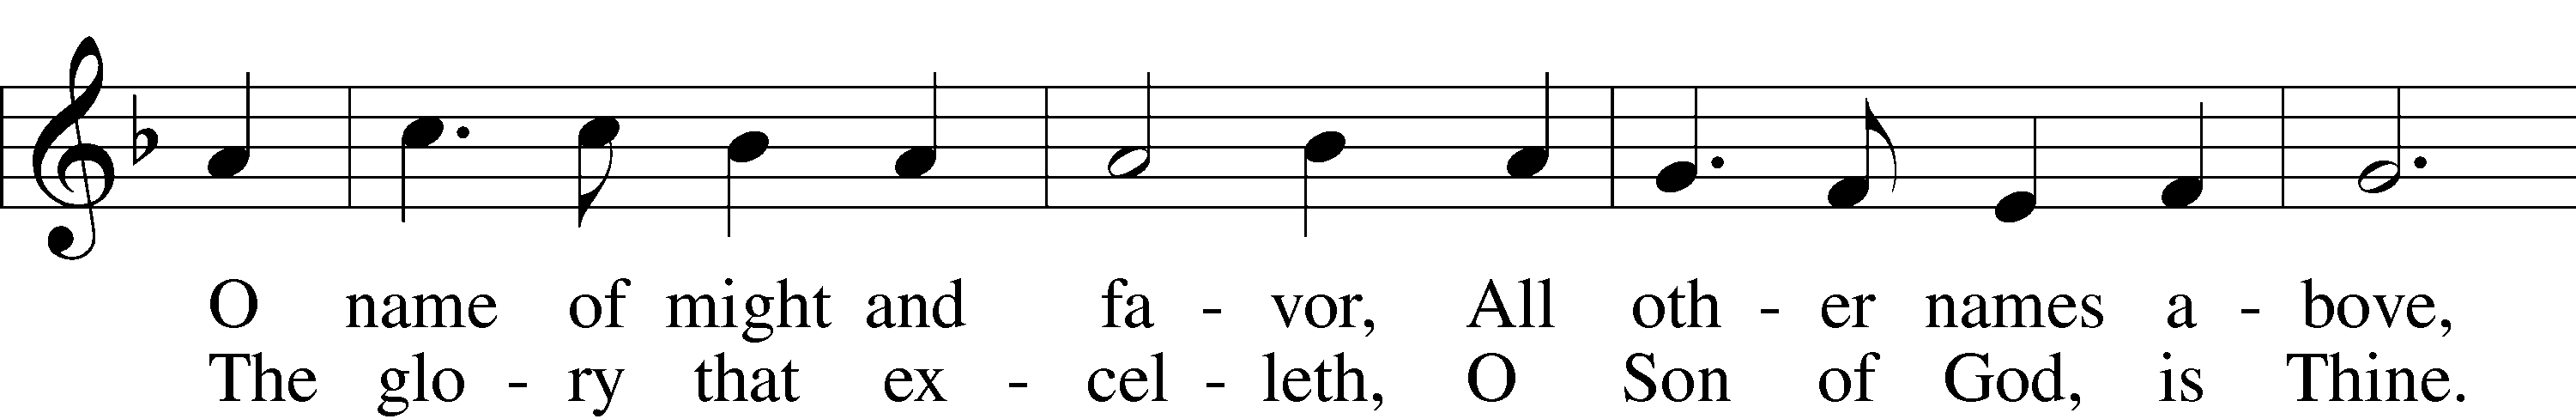 O name of might and fa - vor, All oth - er names a - bove,
The glo - ry that ex - cel - leth, O Son of God, is Thine.